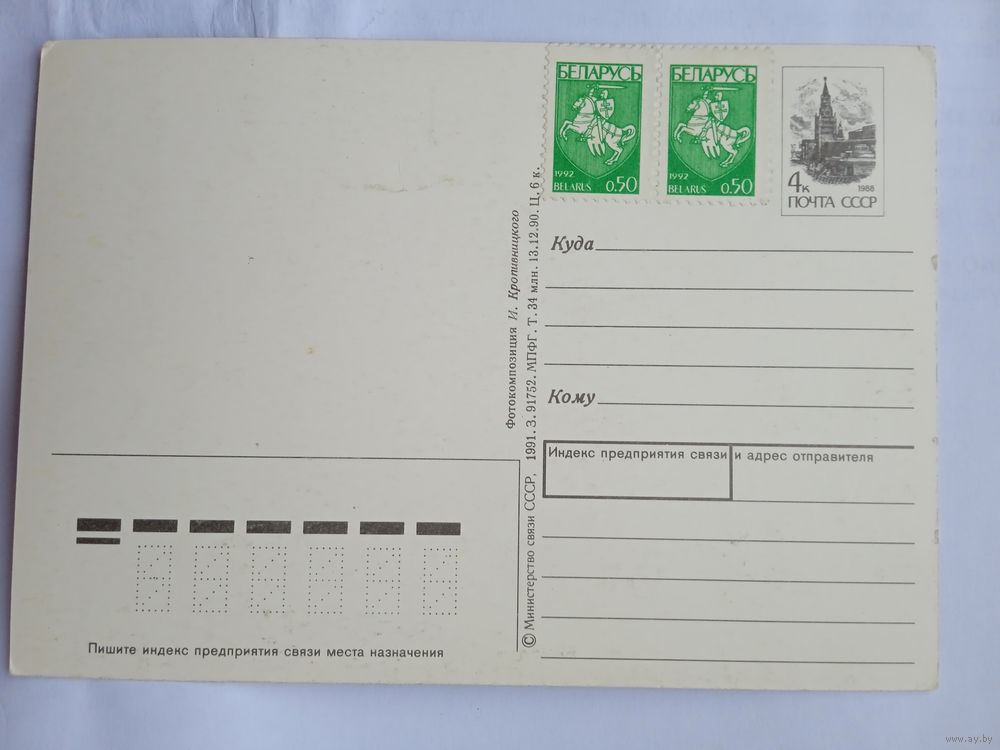 БЕЛАРУСЬ
1992
BELARUS 0.50
БЕЛАРУСЬ
1992
BELARUS 0.50
4к 1988
ПОЧТА СССР
Куда
Кому
Индекс предприятия связи и адрес отправителя
Фотокомпозиция И. Кропивницкого
© Министерство связи СССР, 1991. З. 91752. МПФГ. Т. 34 млн. 13.12.90. Ц. 6 к.
Пишите индекс предприятия связи места назначения
www.ay.by